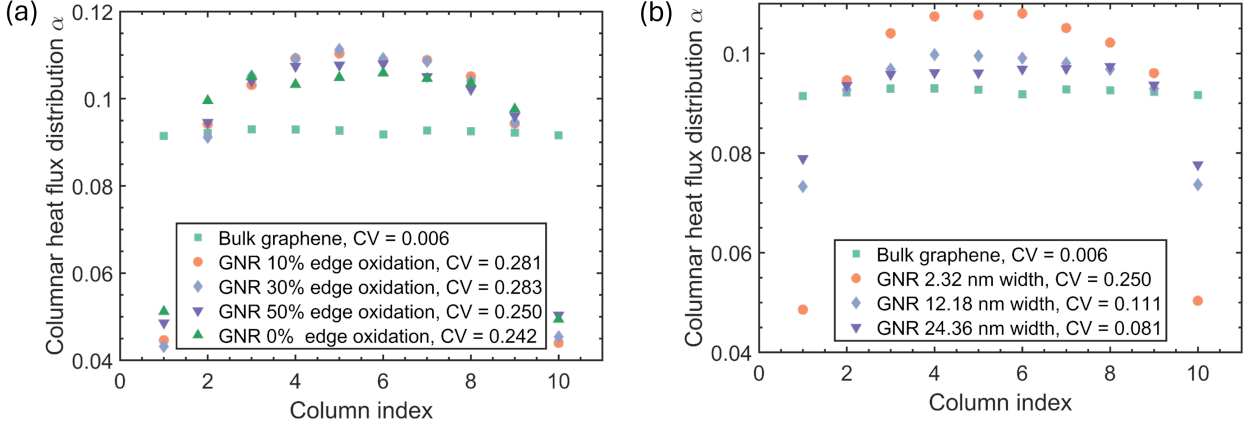 (a)
Columnar heat flux distribution α
0.12
0.1
0.08
0.06
0.04
Bulk graphene, CV = 0.006
GNR 10% edge oxidation, CV = 0.281
GNR 30% edge oxidation, CV = 0.283
GNR 50% edge oxidation, CV = 0.250
GNR 0% edge oxidation, CV = 0.242
0 2 4 6 8 10
Column index
(b)
Columnar heat flux distribution α
0.1
0.08
0.06
0.04
Bulk graphene, CV = 0.006
GNR 2.32 nm width, CV = 0.250
GNR 12.18 nm width, CV = 0.111
GNR 24.36 nm width, CV = 0.081
0 2 4 6 8 10
Column index